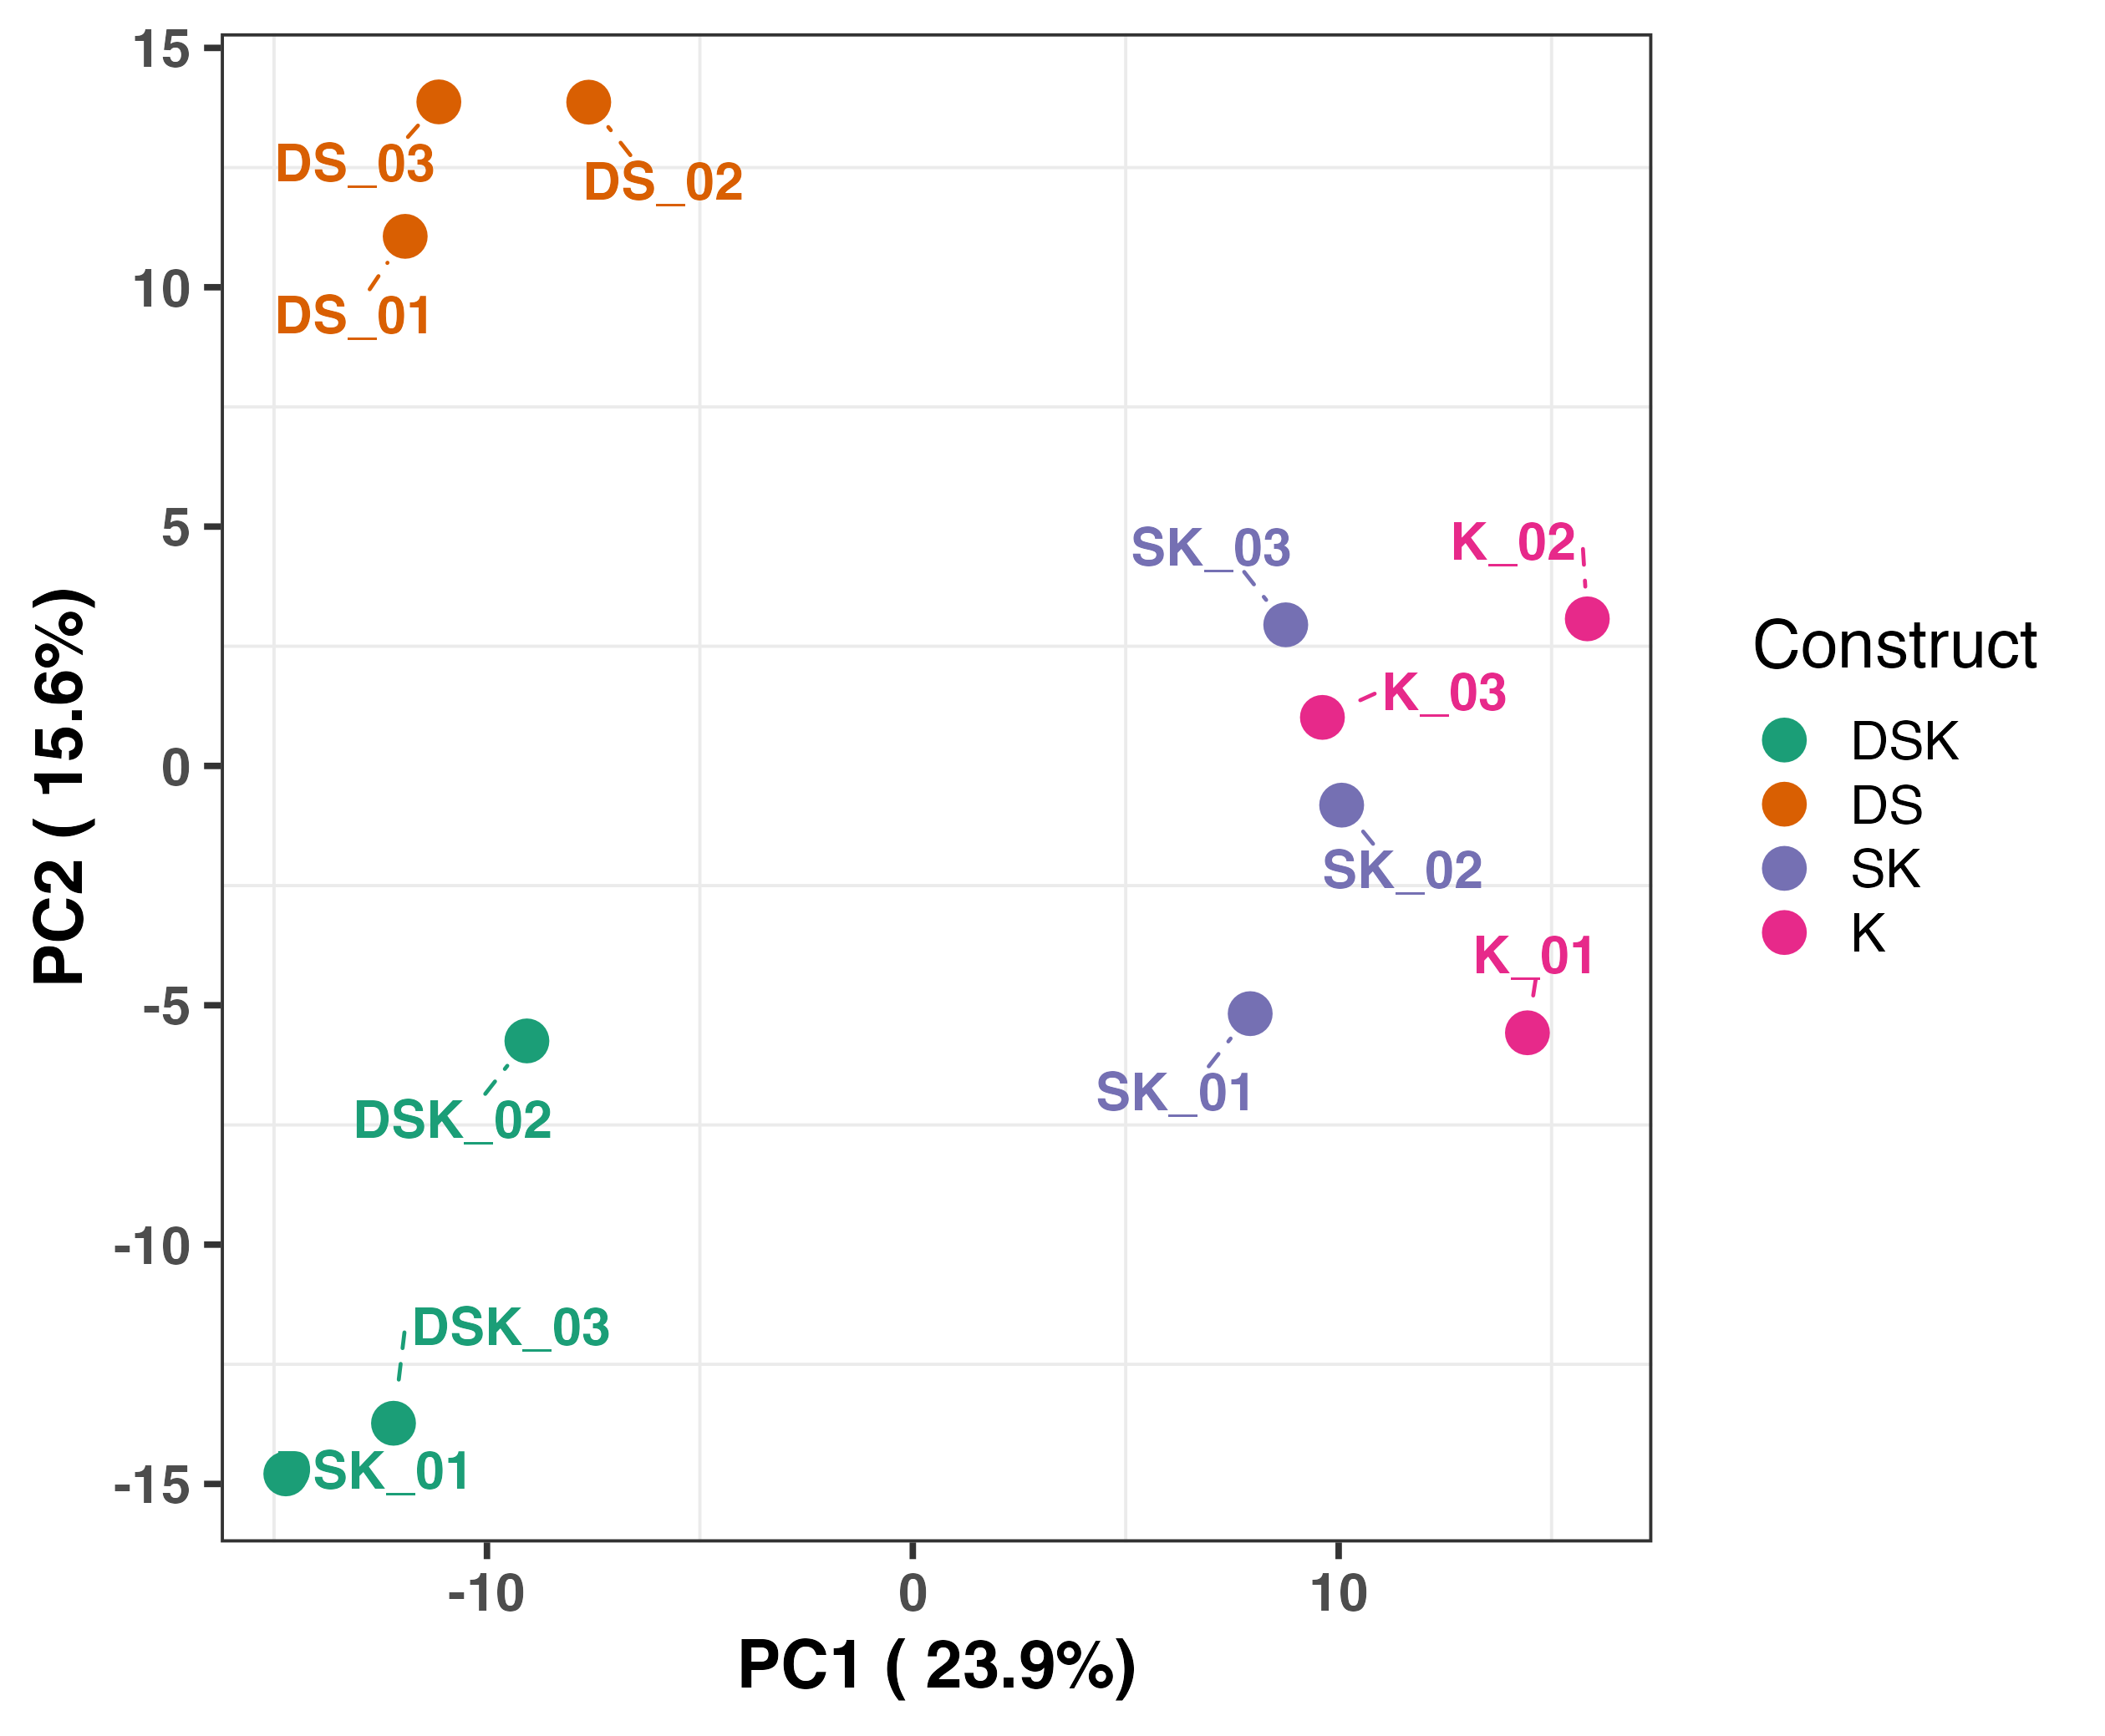 15
10
5
0
-5
-10
-15
PC2 ( 15.6%)
DS_03
DS_02
DS_01
SK_03
K_02
K_03
SK_02
K_01
SK_01
DSK_02
DSK_03
DSK_01
-10
0
10
PC1 ( 23.9%)
Construct
DSK
DS
SK
K